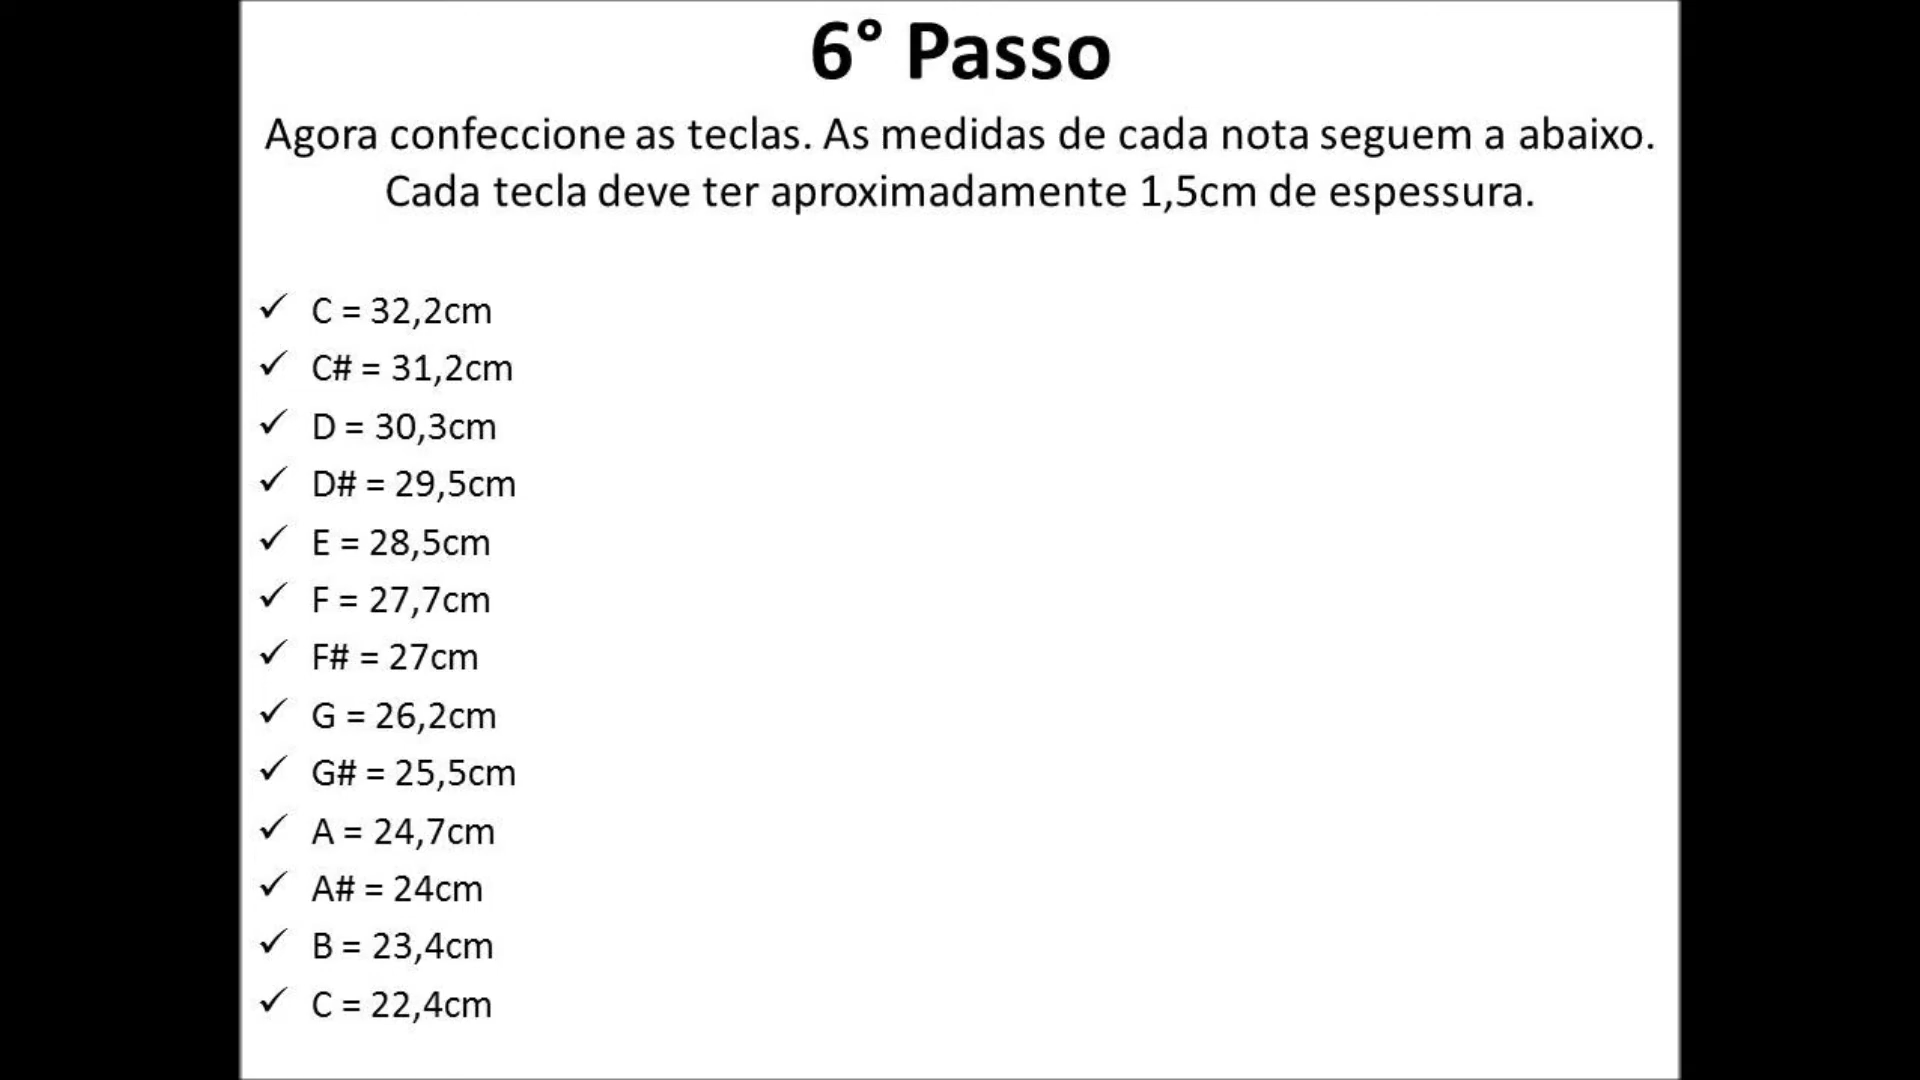 6° Passo
Agora confeccione as teclas. As medidas de cada nota seguem a abaixo.
Cada tecla deve ter aproximadamente 1,5cm de espessura.
✓ C = 32,2cm
✓ C# = 31,2cm
✓ D = 30,3cm
✓ D# = 29,5cm
✓ E = 28,5cm
✓ F = 27,7cm
✓ F# = 27cm
✓ G = 26,2cm
✓ G# = 25,5cm
✓ A = 24,7cm
✓ A# = 24cm
✓ B = 23,4cm
✓ C = 22,4cm